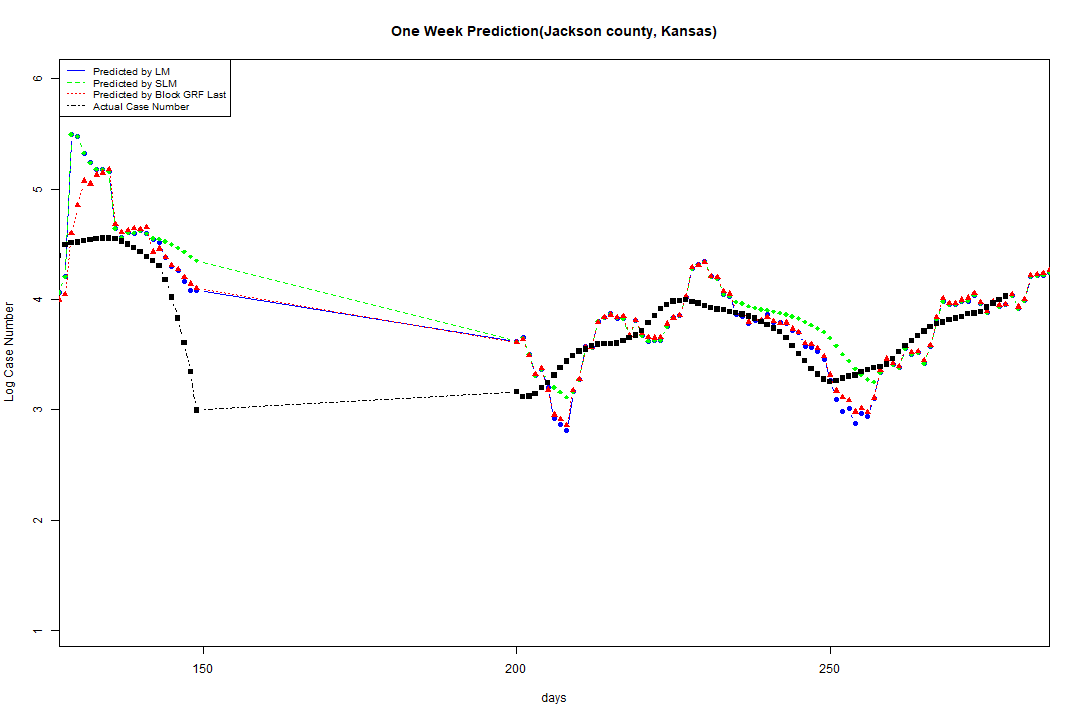 One Week Prediction(Jackson county, Kansas)
Predicted by LM
Predicted by SLM
Predicted by Block GRF Last
Actual Case Number
6
5
4
3
2
1
Log Case Number
150
200
250
days